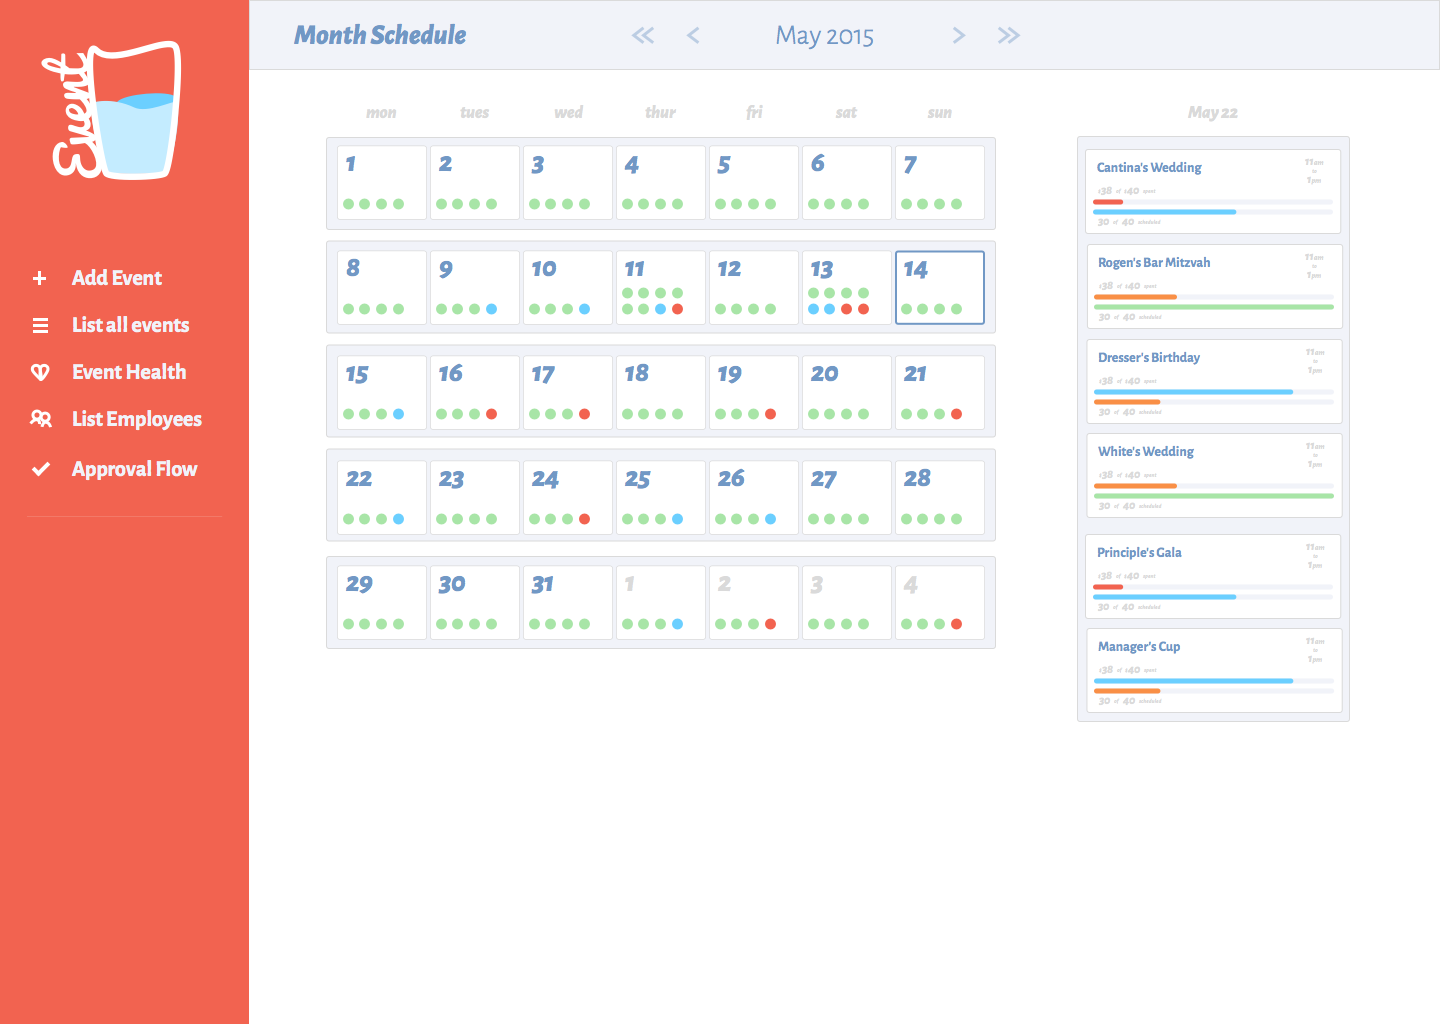 Event
Add Event
List all events
Event Health
List Employees
Approval Flow
Month Schedule
May 2015
mon tues wed thur fri sat sun
1 2 3 4 5 6 7
8 9 10 11 12 13 14
15 16 17 18 19 20 21
22 23 24 25 26 27 28
29 30 31 1 2 3 4
May 22
Cantina's Wedding
11am
to
1pm
$38 of $40 spent
30 of 40 scheduled
Rogen's Bar Mitzvah
11am
to
1pm
$38 of $40 spent
30 of 40 scheduled
Dresser's Birthday
11am
to
1pm
$38 of $40 spent
30 of 40 scheduled
White's Wedding
11am
to
1pm
$38 of $40 spent
30 of 40 scheduled
Principle's Gala
11am
to
1pm
$38 of $40 spent
30 of 40 scheduled
Manager's Cup
11am
to
1pm
$38 of $40 spent
30 of 40 scheduled